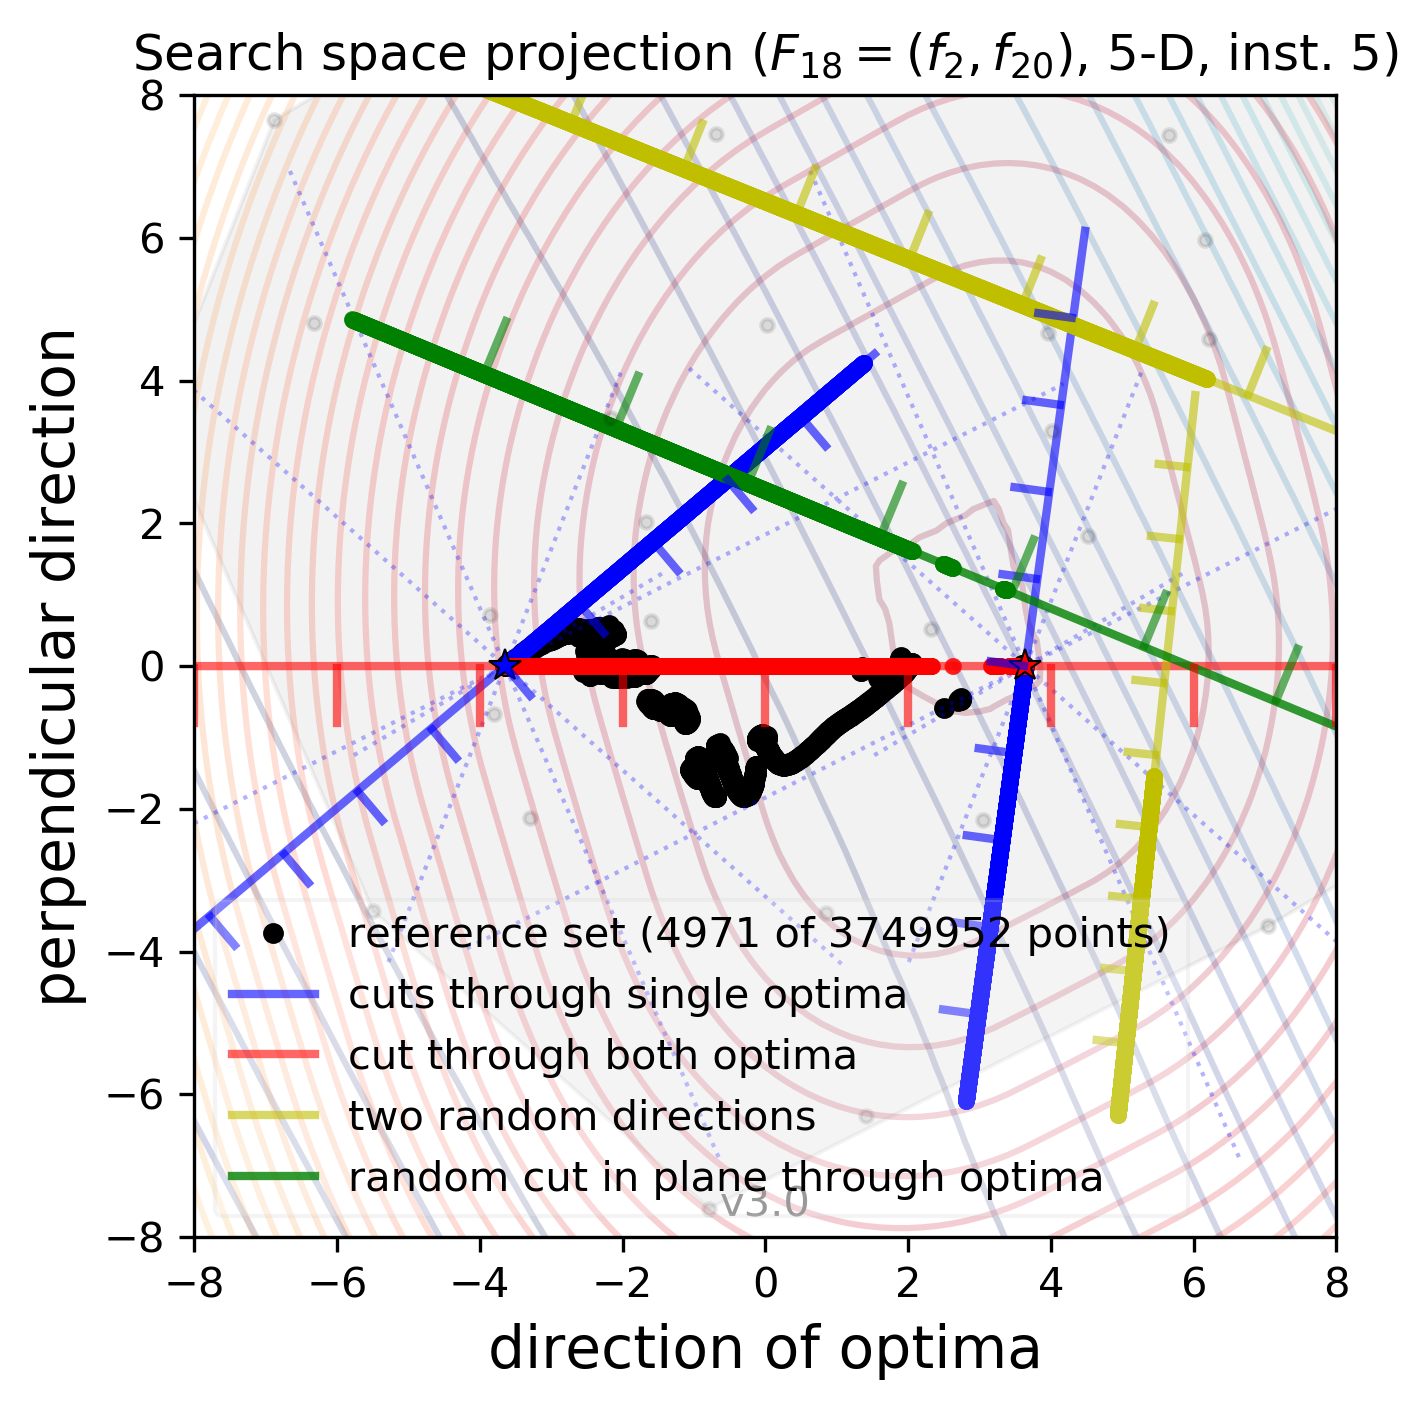 Search space projection (F₁₈ = (f₂, f₂₀), 5-D, inst. 5)
8
6
4
2
0
−2
−4
−6
−8
perpendicular direction
reference set (4971 of 3749952 points)
cuts through single optima
cut through both optima
two random directions
random cut in plane through optima
v3.0
−8 −6 −4 −2 0 2 4 6 8
direction of optima